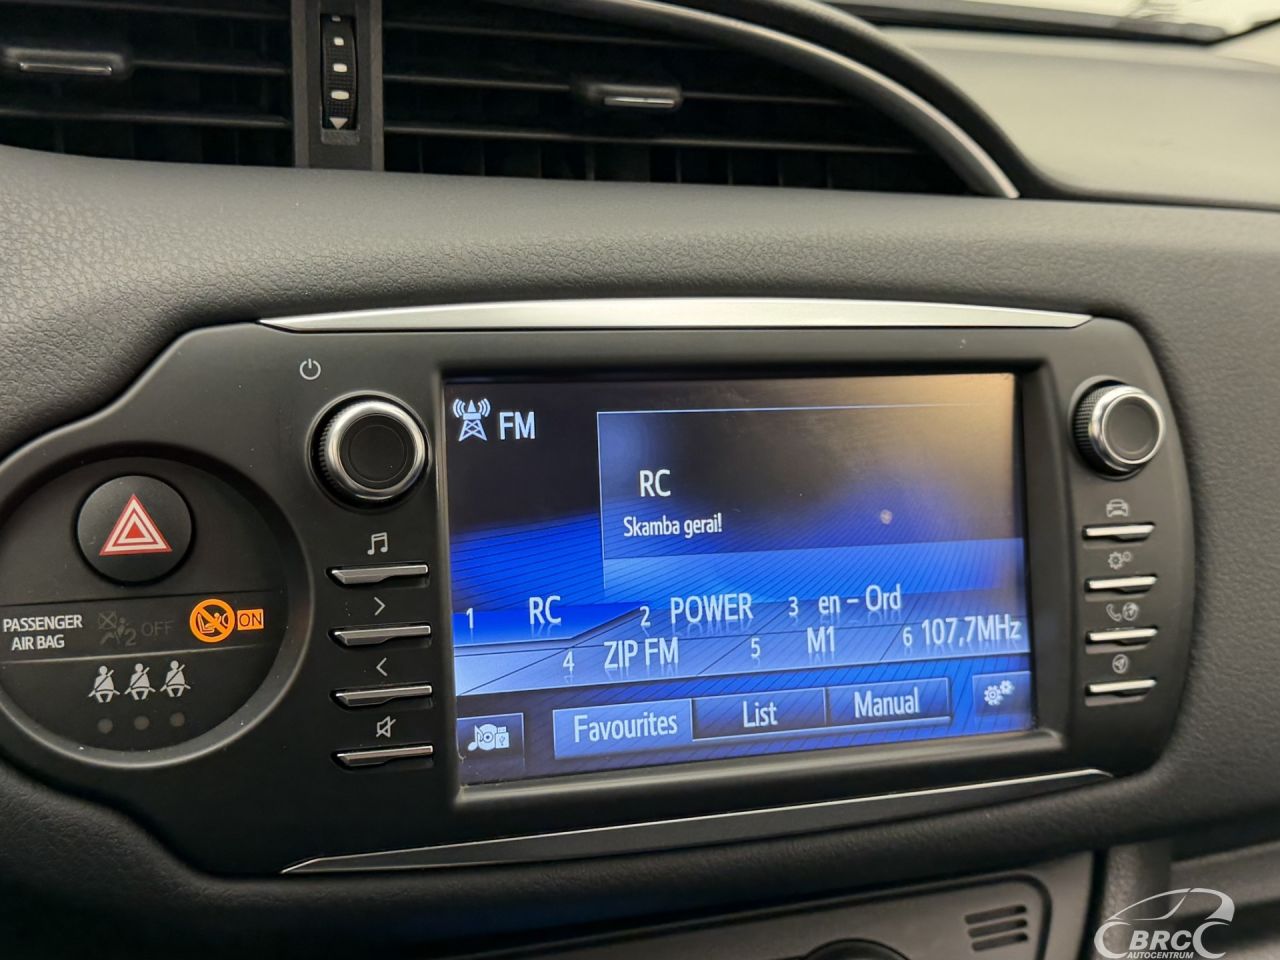 FM
RC
Skamba gerai!
1 RC 2 POWER 3 en - Ord
4 ZIP FM 5 M1 6 107,7MHz
Favourites List Manual
PASSENGER
AIR BAG
2 OFF
ON
BRC
AUTOCENTRUM